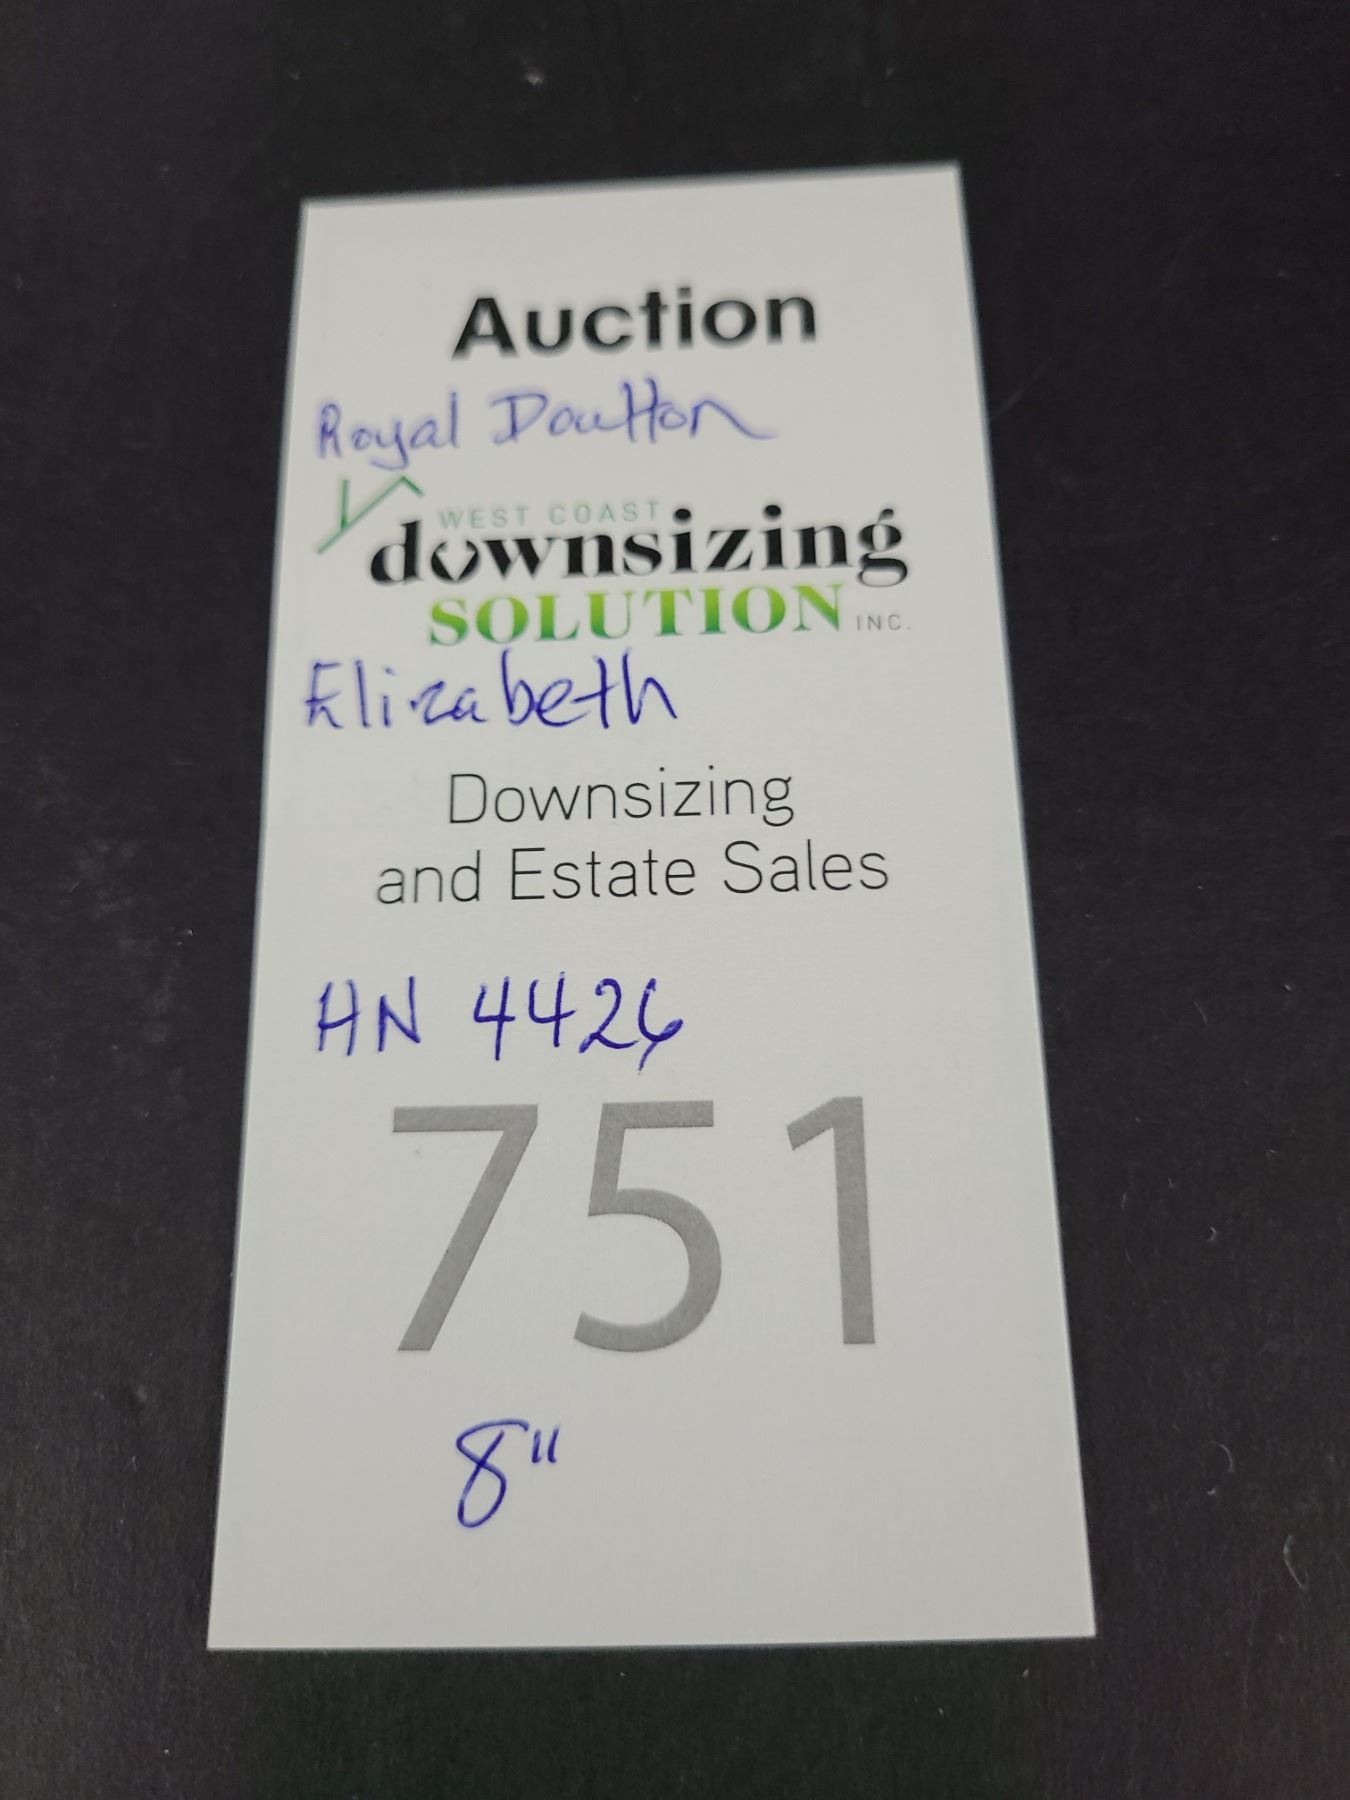 Auction
Royal Doulton
WEST COAST
downsizing
SOLUTION INC.
Elizabeth
Downsizing
and Estate Sales
HN 4426
751
8"